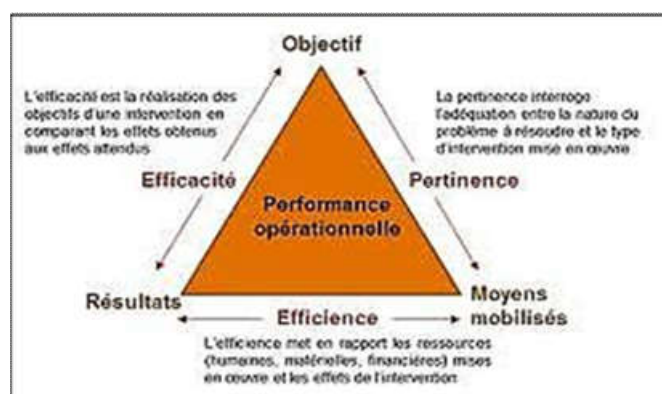 Objectif
L'efficacité est la réalisation des
objectifs d'une intervention en
comparant les effets obtenus
aux effets attendus
La pertinence interroge
l'adéquation entre la nature du
problème à résoudre et le type
d'intervention mise en œuvre
Efficacité
Pertinence
Performance
opérationnelle
Résultats
Moyens
mobilisés
Efficience
L'efficience met en rapport les ressources
(humaines, matérielles, financières) mises
en œuvre et les effets de l'intervention